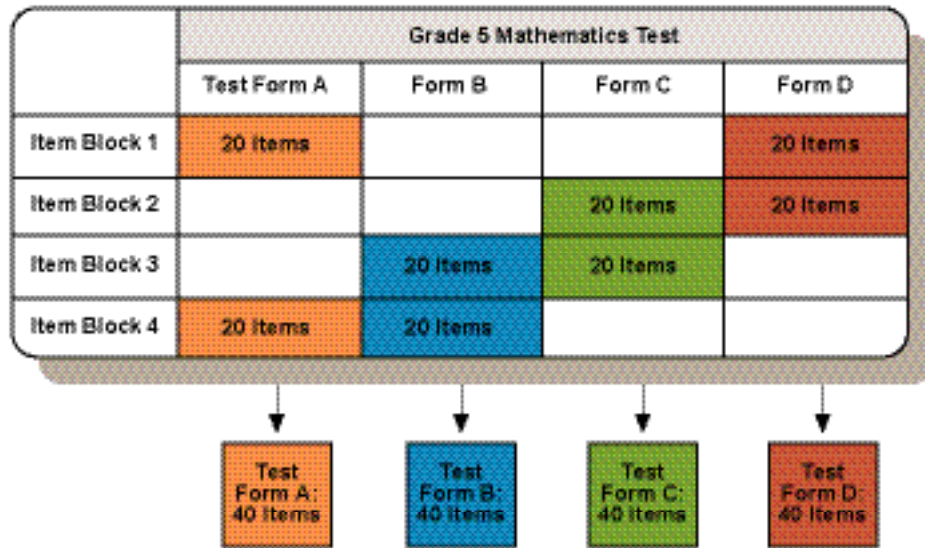 Grade 5 Mathematics Test
Test Form A Form B Form C Form D
Item Block 1 20 Items 20 Items
Item Block 2 20 Items 20 Items
Item Block 3 20 Items 20 Items
Item Block 4 20 Items 20 Items
Test Form A: 40 Items
Test Form B: 40 Items
Test Form C: 40 Items
Test Form D: 40 Items